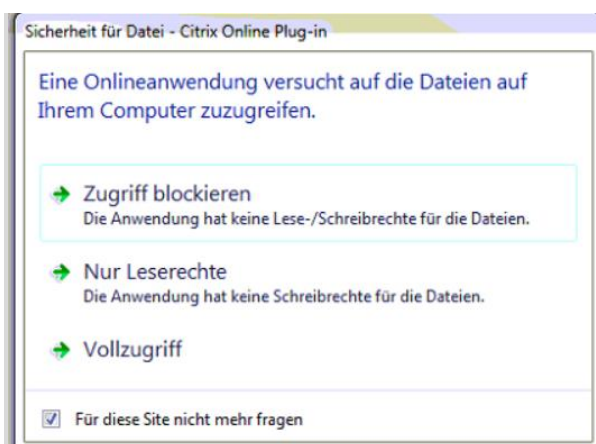 Sicherheit für Datei - Citrix Online Plug-in
Eine Onlineanwendung versucht auf die Dateien auf
Ihrem Computer zuzugreifen.
Zugriff blockieren
Die Anwendung hat keine Lese-/Schreibrechte für die Dateien.
Nur Leserechte
Die Anwendung hat keine Schreibrechte für die Dateien.
Vollzugriff
Für diese Site nicht mehr fragen